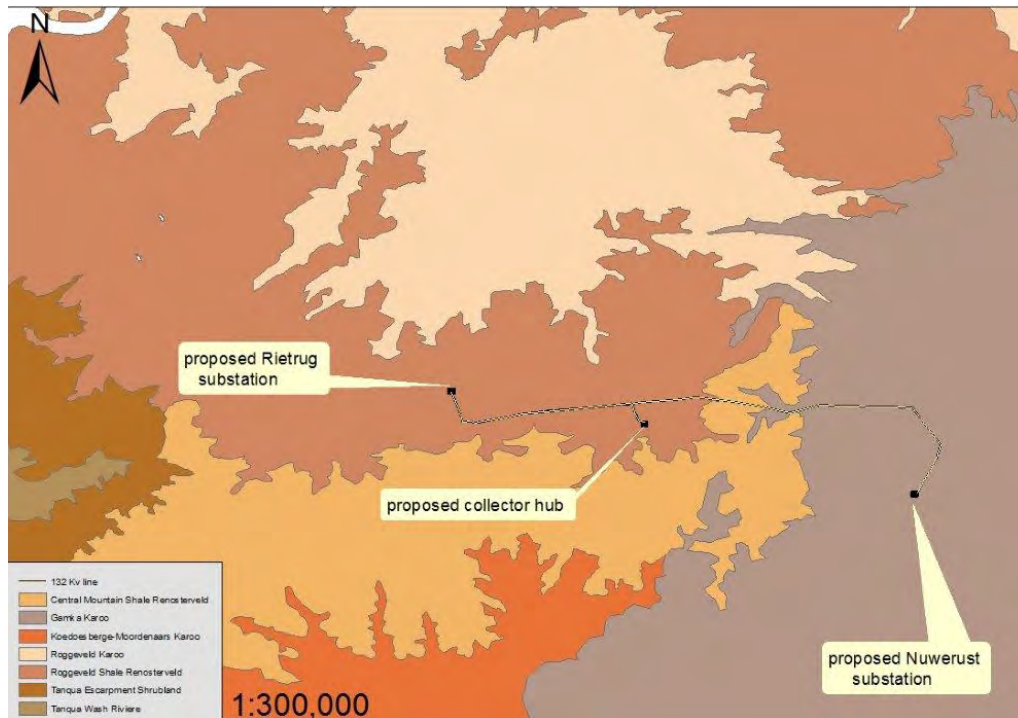 N
proposed Rietrug
substation
proposed collector hub
proposed Nuwerust
substation
132 Kv line
Central Mountain Shale Renosterveld
Gamka Karoo
Koedoesberge-Moordenaars Karoo
Roggeveld Karoo
Roggeveld Shale Renosterveld
Tanqua Escarpment Shrubland
Tanqua Wash Riviere
1:300,000